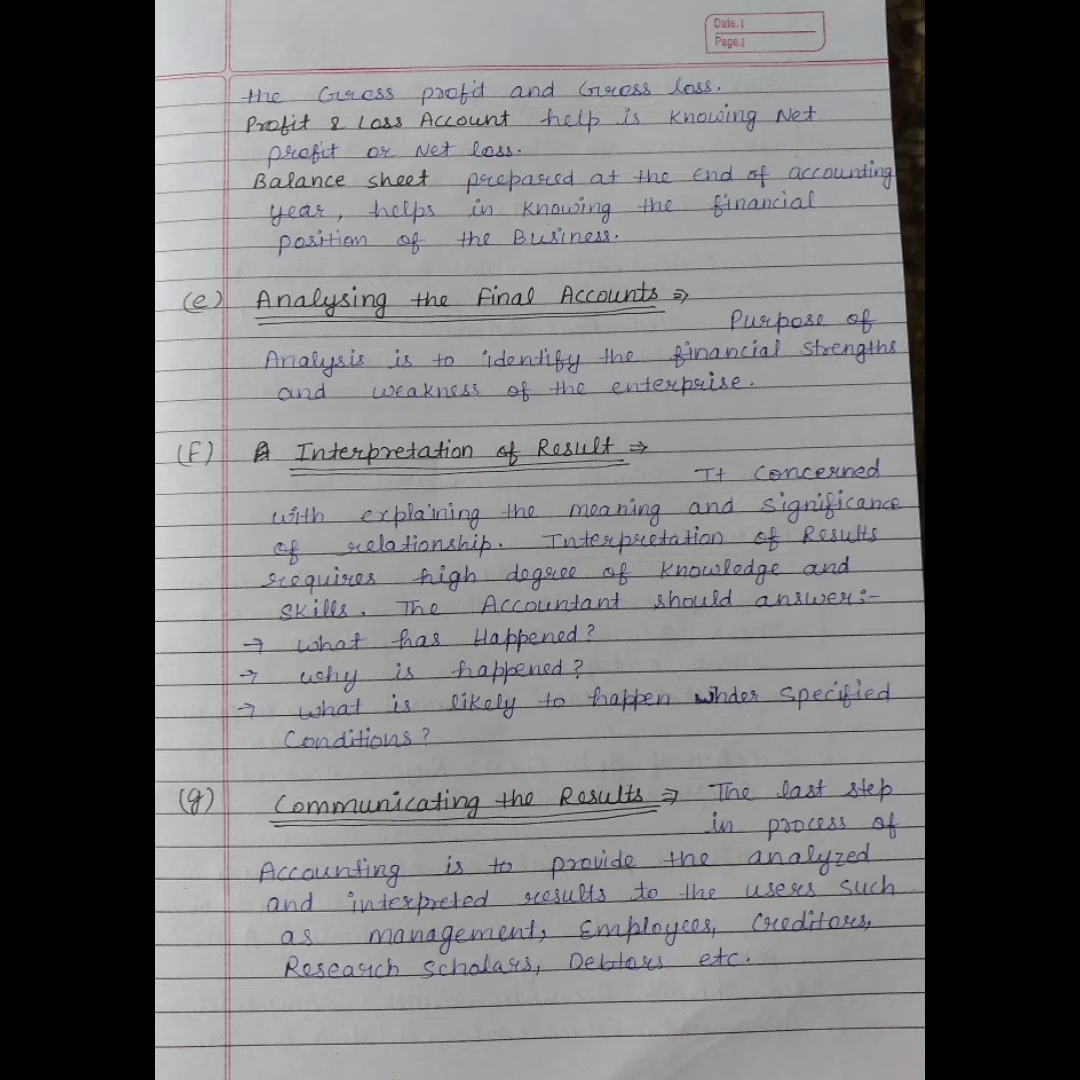 Date.
Page.
the Gross profit and Gross loss.
Profit & Loss Account help is Knowing Net
profit or Net loss.
Balance sheet prepared at the end of accounting
year, helps in Knowing the financial
position of the Business.
(e) Analysing the Final Accounts ⇒
Purpose of
Analysis is to identify the financial Strengths
and weakness of the enterprise.
(f) Interpretation of Result ⇒
It Concerned
with explaining the meaning and significance
of relationship. Interpretation of Results
requires high degree of Knowledge and
Skills. The Accountant should answer:-
→ what has Happened?
→ why is happened?
→ what is likely to happen under Specified
Conditions?
(g) Communicating the Results ⇒ The last step
in process of
Accounting is to provide the analyzed
and interpreted results to the users such
as management, Employees, Creditors,
Research Scholars, Debtors etc.